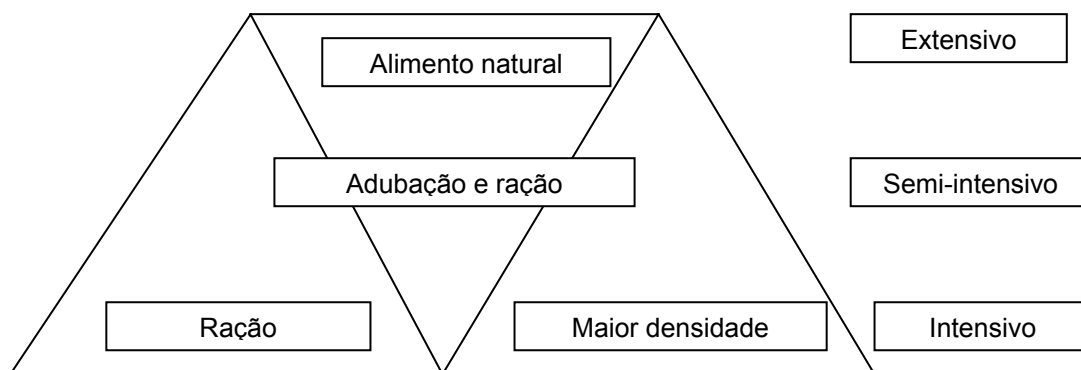 Alimento natural
Extensivo
Adubação e ração
Semi-intensivo
Ração
Maior densidade
Intensivo